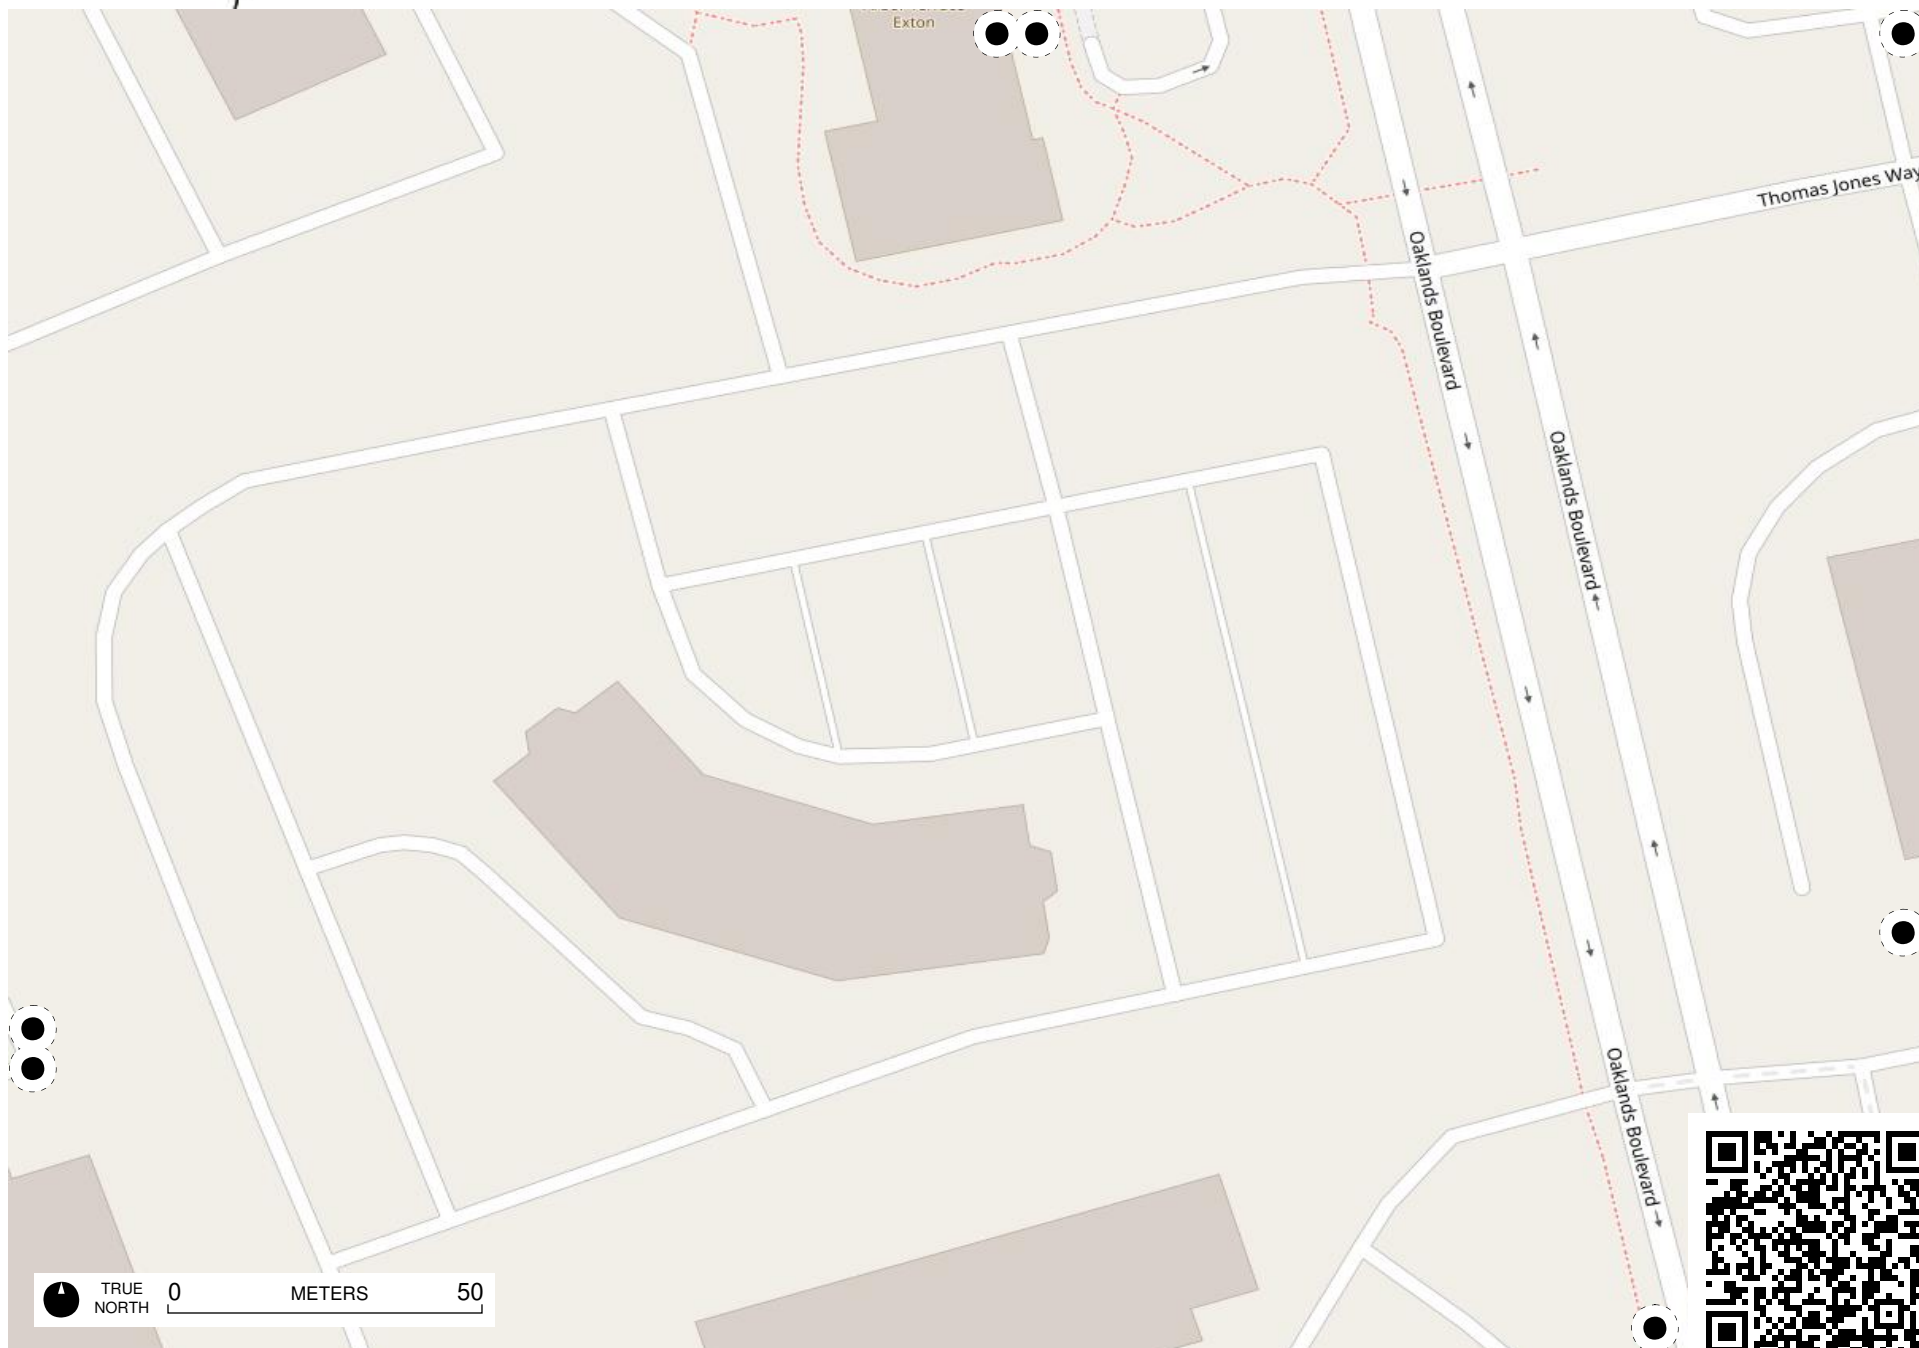 Exton
Thomas Jones Way
Oaklands Boulevard
Oaklands Boulevard
Oaklands Boulevard
TRUE
NORTH
0 METERS 50